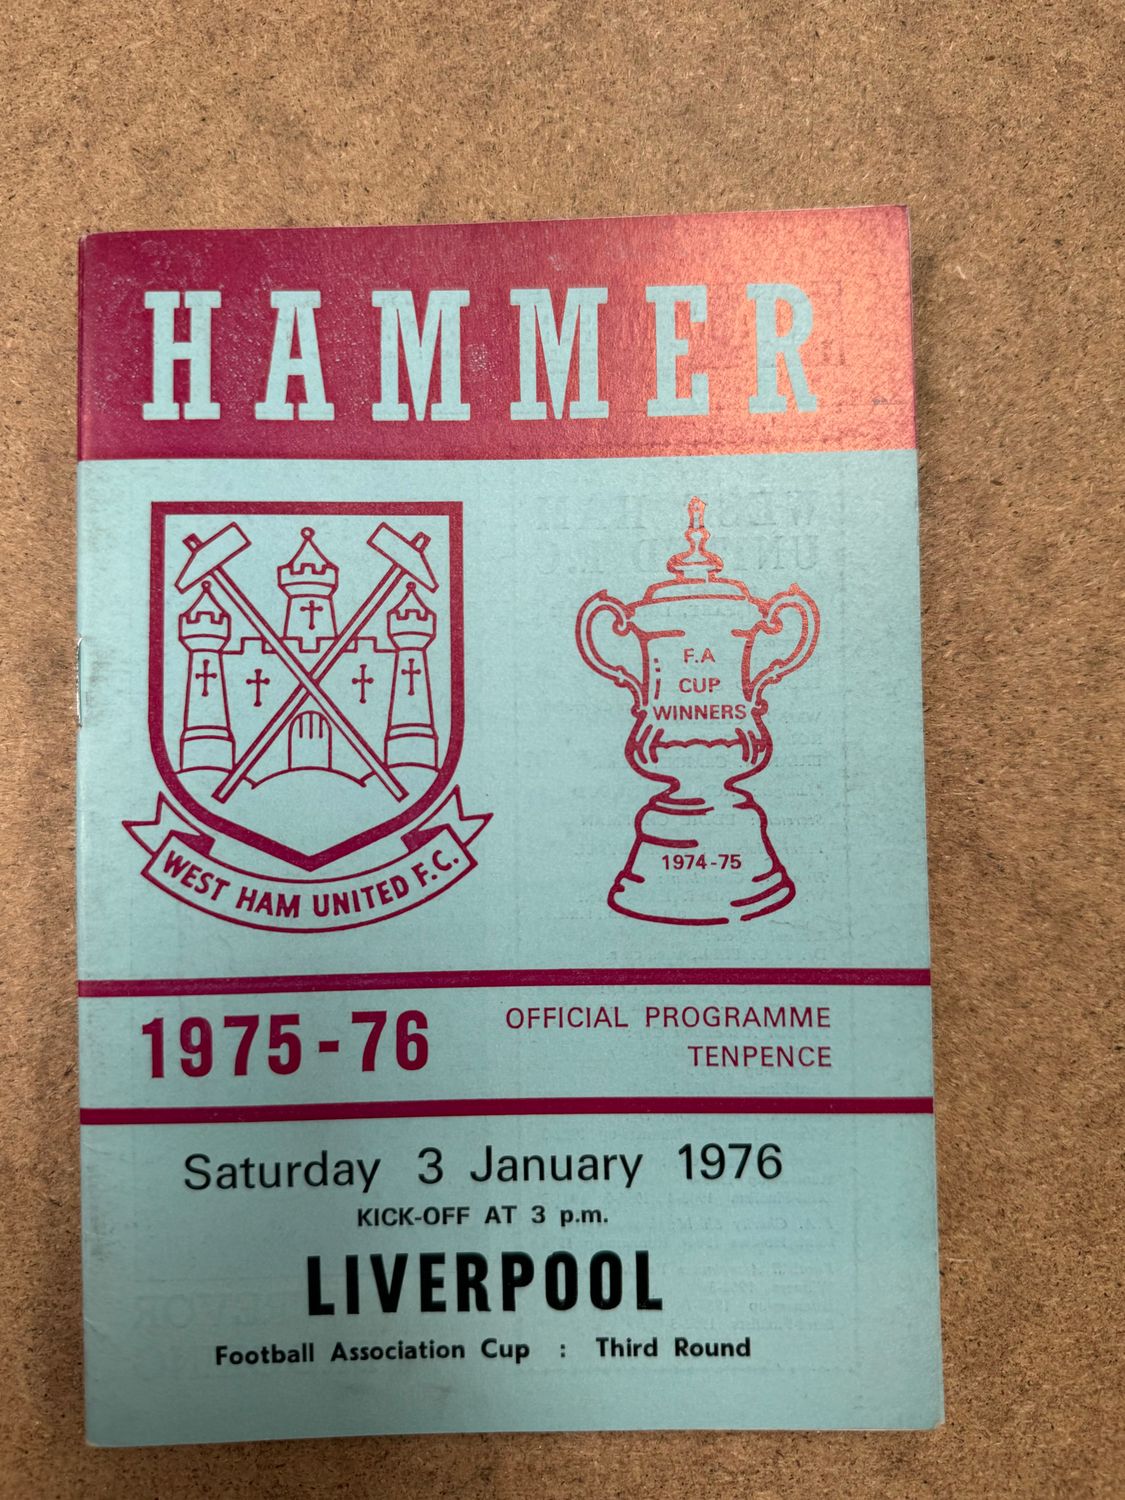 HAMMER
F.A
CUP
WINNERS
1974-75
WEST HAM UNITED F.C.
1975-76
OFFICIAL PROGRAMME
TENPENCE
Saturday 3 January 1976
KICK-OFF AT 3 p.m.
LIVERPOOL
Football Association Cup : Third Round